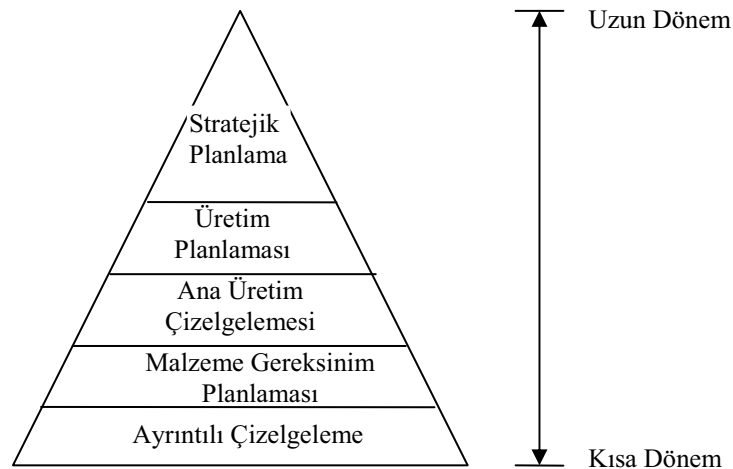 Uzun Dönem
Stratejik
Planlama
Üretim
Planlaması
Ana Üretim
Çizelgelemesi
Malzeme Gereksinim
Planlaması
Ayrıntılı Çizelgeleme
Kısa Dönem